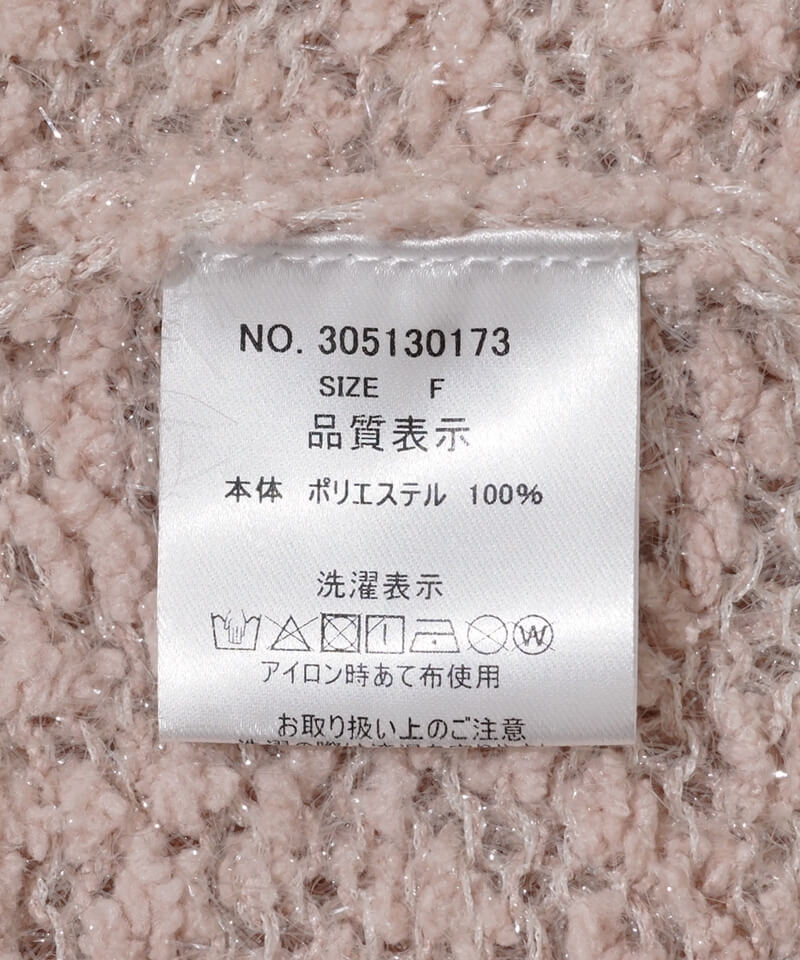 NO. 305130173
SIZE F
品質表示
本体 ポリエステル 100%
洗濯表示
W
アイロン時あて布使用
お取り扱い上のご注意